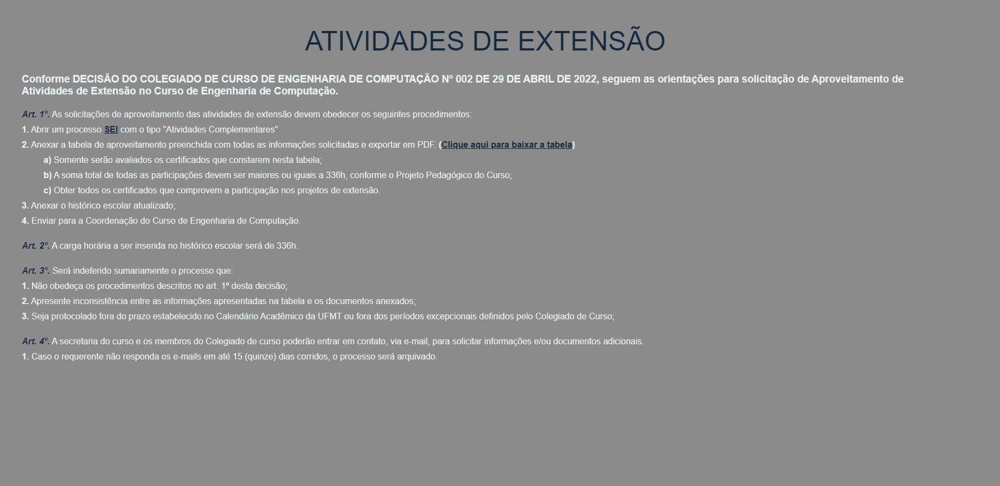 ATIVIDADES DE EXTENSÃO
Conforme DECISÃO DO COLEGIADO DE CURSO DE ENGENHARIA DE COMPUTAÇÃO Nº 002 DE 29 DE ABRIL DE 2022, seguem as orientações para solicitação de Aproveitamento de
Atividades de Extensão no Curso de Engenharia de Computação.
Art. 1°. As solicitações de aproveitamento das atividades de extensão devem obedecer os seguintes procedimentos:
1. Abrir um processo SEI com o tipo "Atividades Complementares"
2. Anexar a tabela de aproveitamento preenchida com todas as informações solicitadas e exportar em PDF. (Clique aqui para baixar a tabela)
a) Somente serão avaliados os certificados que constarem nesta tabela;
b) A soma total de todas as participações devem ser maiores ou iguais a 336h, conforme o Projeto Pedagógico do Curso;
c) Obter todos os certificados que comprovem a participação nos projetos de extensão.
3. Anexar o histórico escolar atualizado;
4. Enviar para a Coordenação do Curso de Engenharia de Computação.
Art. 2°. A carga horária a ser inserida no histórico escolar será de 336h.
Art. 3°. Será indeferido sumariamente o processo que:
1. Não obedeça os procedimentos descritos no art. 1º desta decisão;
2. Apresente inconsistência entre as informações apresentadas na tabela e os documentos anexados;
3. Seja protocolado fora do prazo estabelecido no Calendário Acadêmico da UFMT ou fora dos períodos excepcionais definidos pelo Colegiado de Curso;
Art. 4°. A secretaria do curso e os membros do Colegiado de curso poderão entrar em contato, via e-mail, para solicitar informações e/ou documentos adicionais.
1. Caso o requerente não responda os e-mails em até 15 (quinze) dias corridos, o processo será arquivado.